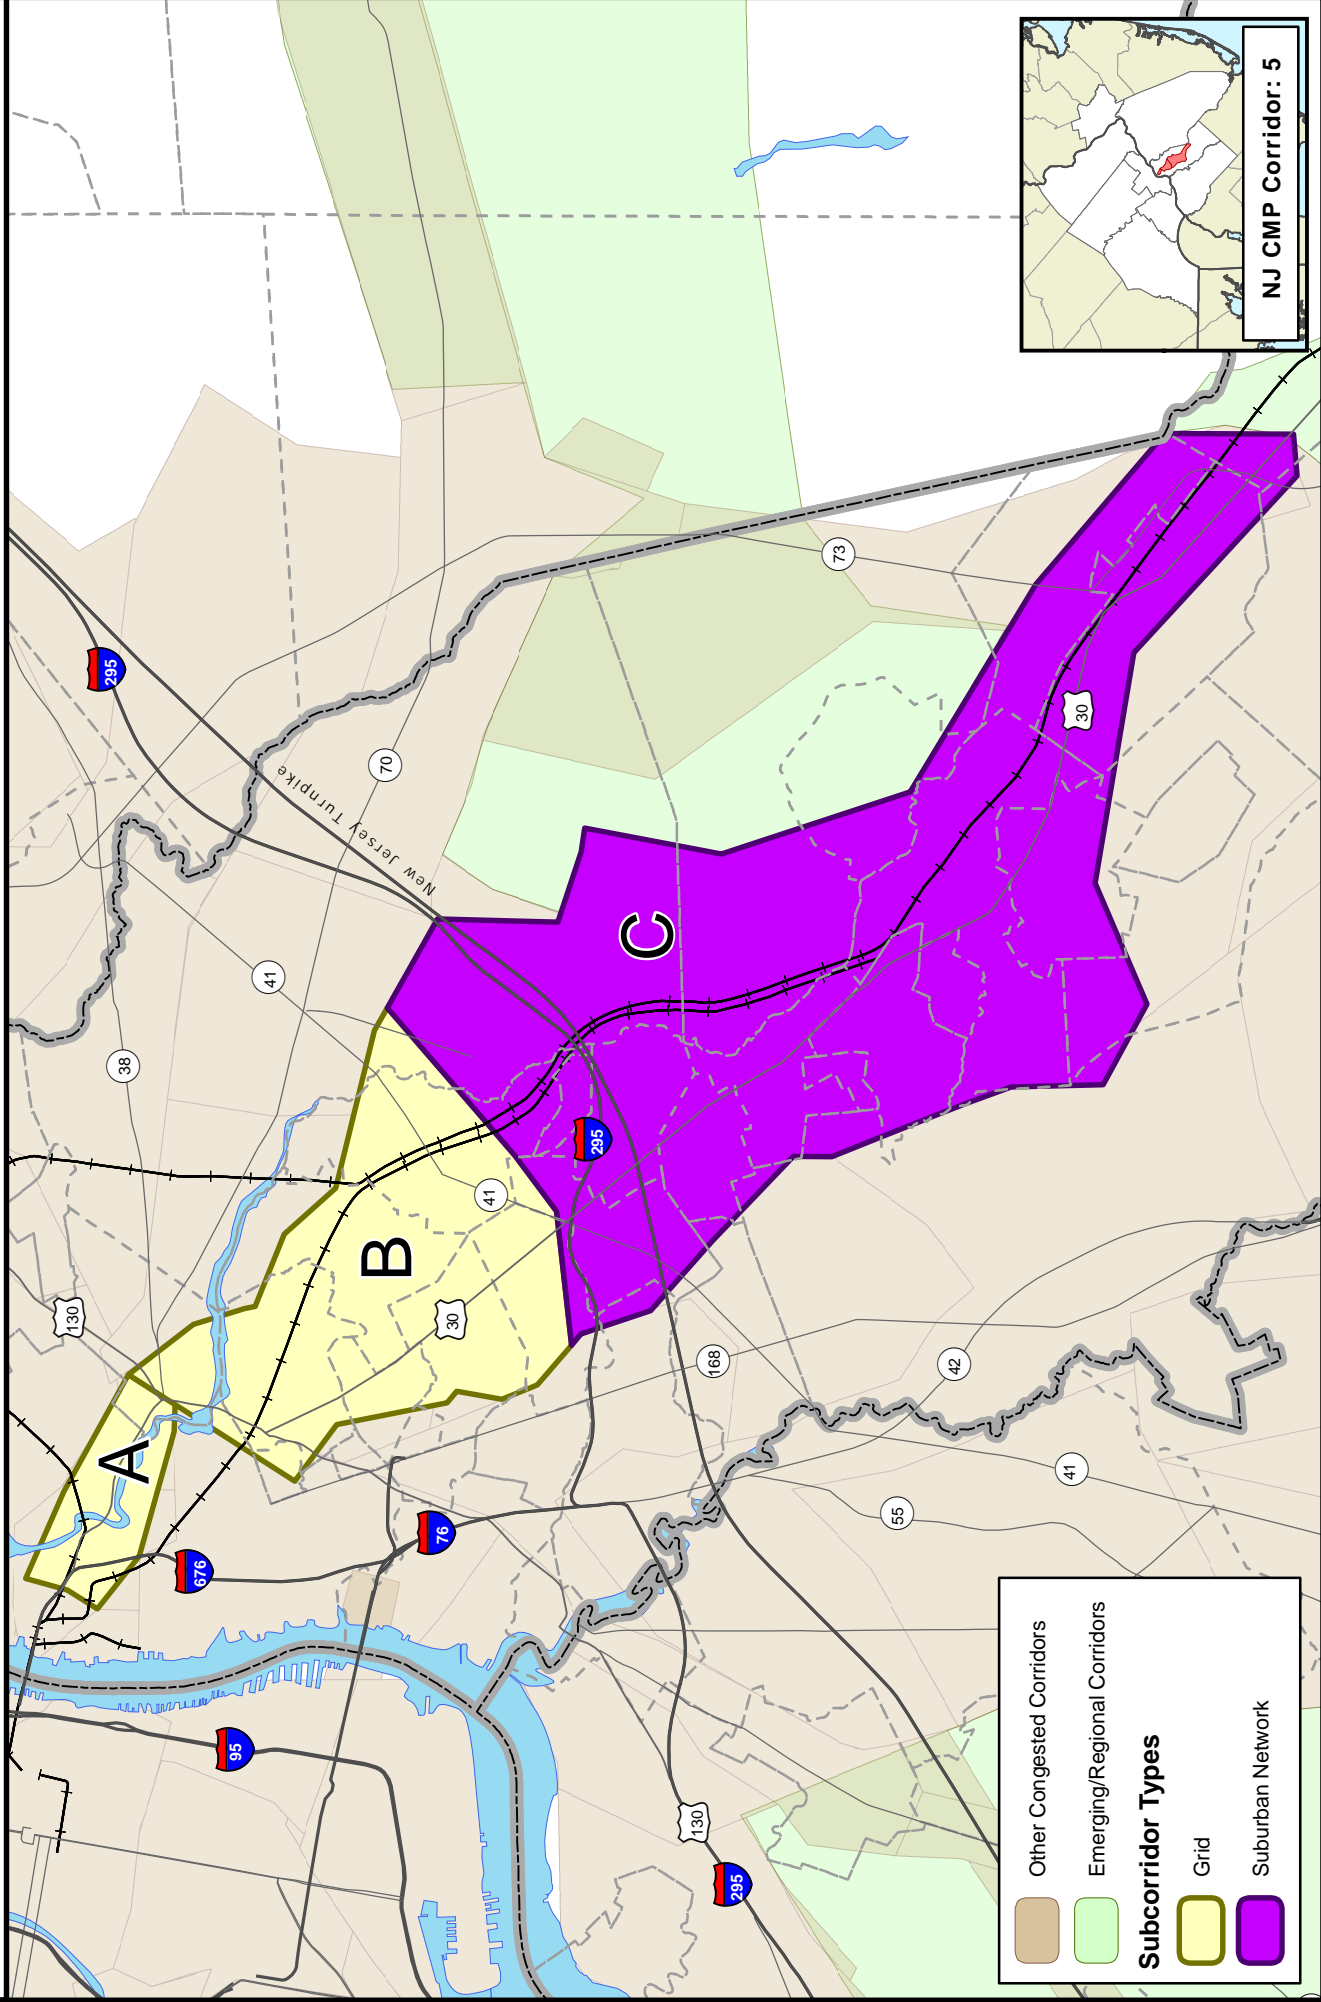 NJ CMP Corridor: 5
295
73
70
New Jersey Turnpike
30
41
38
C
295
41
B
30
130
A
168
42
41
55
76
676
95
130
295
Other Congested Corridors
Emerging/Regional Corridors
Subcorridor Types
Grid
Suburban Network